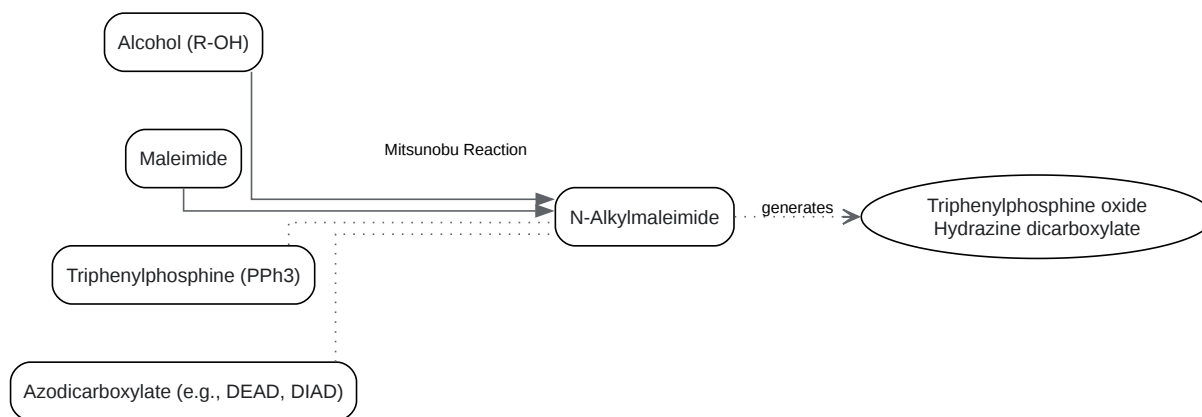 Alcohol (R-OH)
Maleimide
Mitsunobu Reaction
N-Alkylmaleimide
generates
Triphenylphosphine oxide
Hydrazine dicarboxylate
Triphenylphosphine (PPh3)
Azodicarboxylate (e.g., DEAD, DIAD)